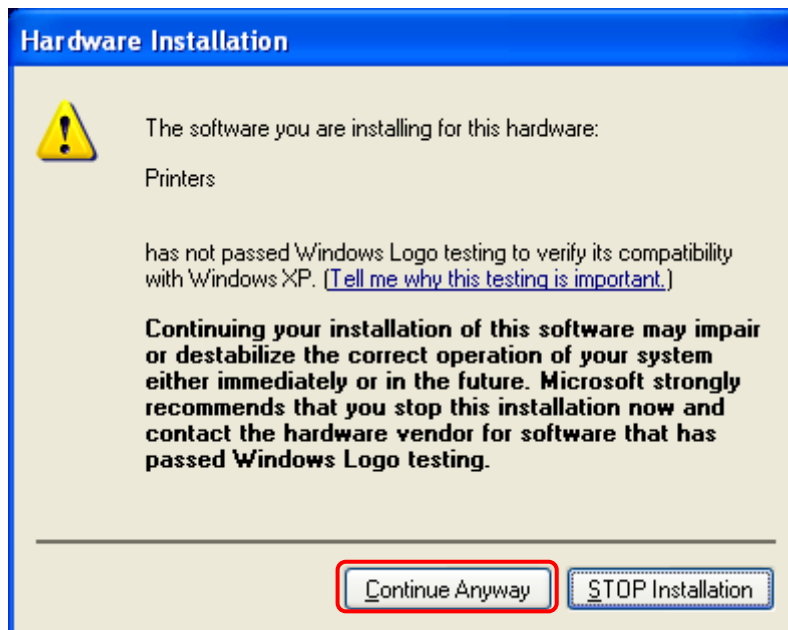 Hardware Installation
The software you are installing for this hardware:
Printers
has not passed Windows Logo testing to verify its compatibility
with Windows XP. (Tell me why this testing is important.)
Continuing your installation of this software may impair
or destabilize the correct operation of your system
either immediately or in the future. Microsoft strongly
recommends that you stop this installation now and
contact the hardware vendor for software that has
passed Windows Logo testing.
Continue Anyway
STOP Installation